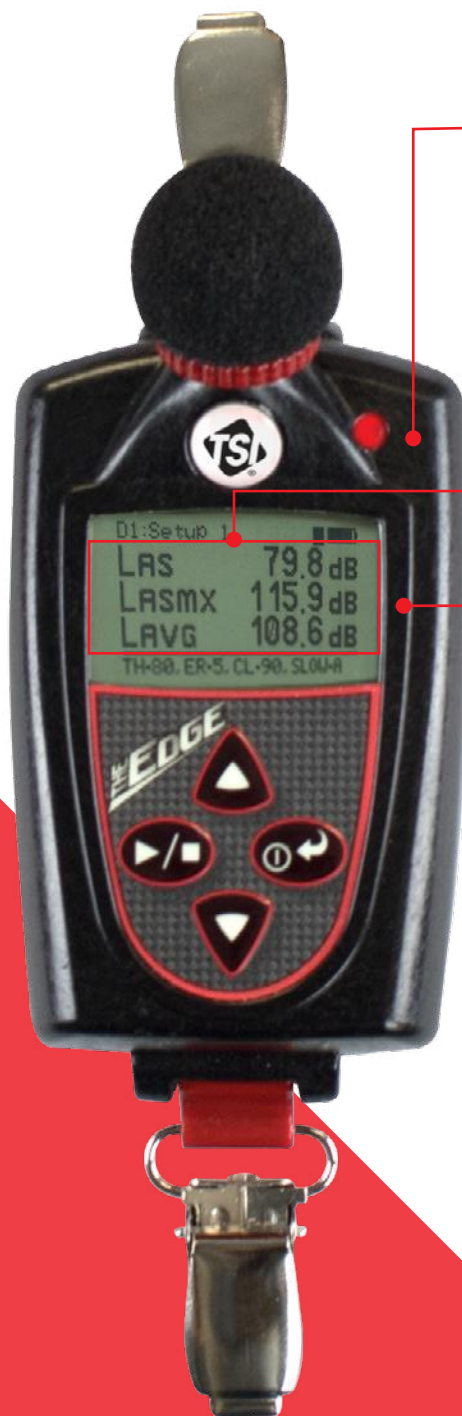 TSI
®
D1:Setup 1
LAS 79.8 dB
LASMX 115.9 dB
LAVG 108.6 dB
TH-80, ER-5, CL-90, SLOW-A
THE EDGE